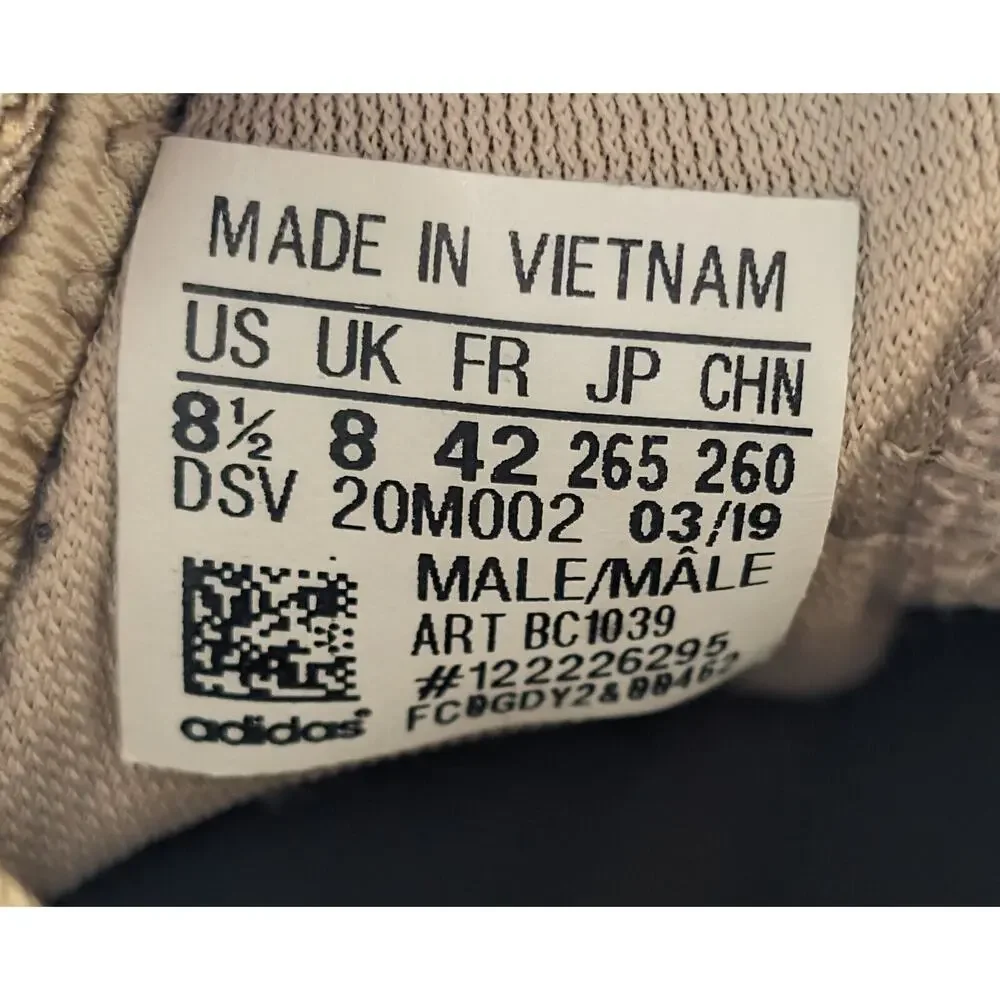 MADE IN VIETNAM
US UK FR JP CHN
8½ 8 42 265 260
DSV 20M002 03/19
MALE/MÂLE
ART BC1039
#122226295
adidas